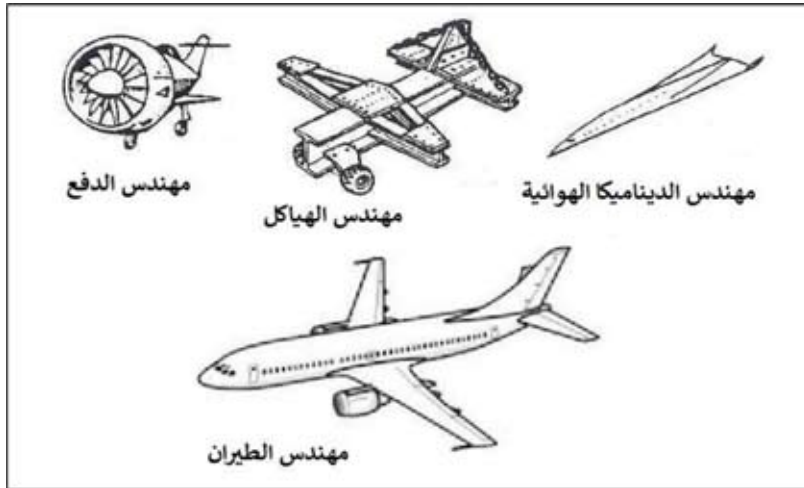 مهندس الدفع
مهندس الهياكل
مهندس الديناميكا الهوائية
مهندس الطيران